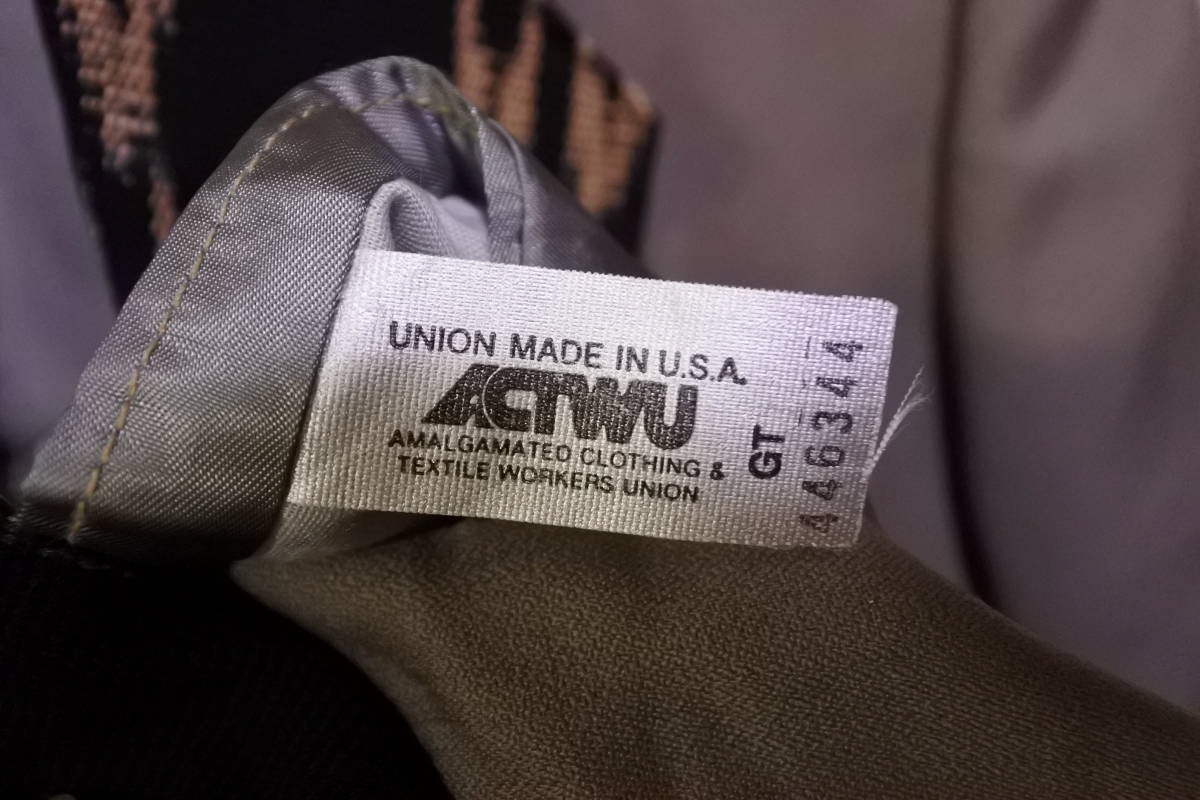 UNION MADE IN U.S.A.
ACTWU
AMALGAMATED CLOTHING &
TEXTILE WORKERS UNION
GT
446344